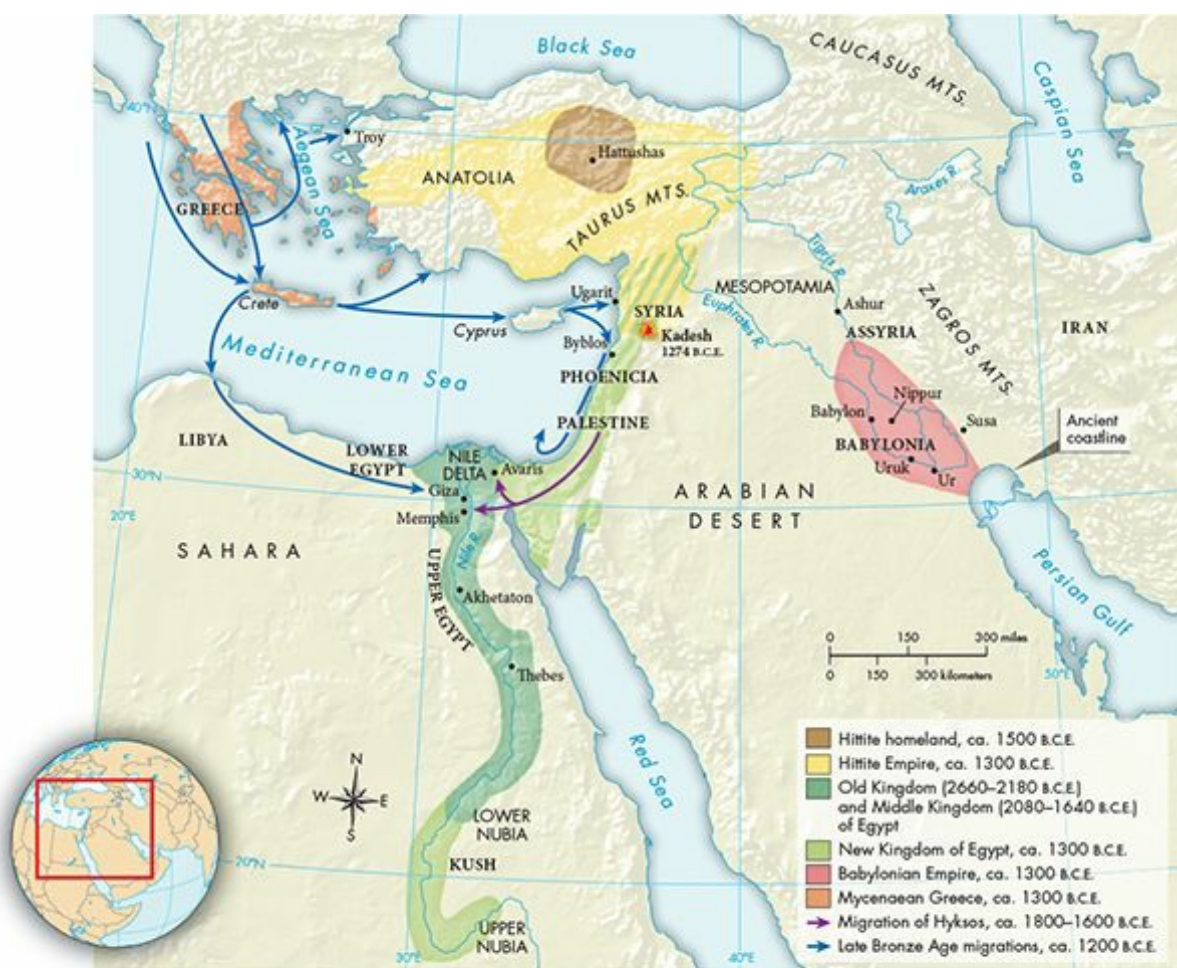 Black Sea
CAUCASUS MTS.
Caspian Sea
40°N
Aegean Sea
Troy
Hattushas
ANATOLIA
GREECE
TAURUS MTS.
Araxes R.
Tigris R.
MESOPOTAMIA
ZAGROS MTS.
Crete
Ugarit
Euphrates R.
Ashur
SYRIA
Cyprus
Kadesh
1274 B.C.E.
ASSYRIA
IRAN
Byblos
Mediterranean Sea
PHOENICIA
Nippur
Babylon
Susa
Ancient
coastline
PALESTINE
BABYLONIA
LIBYA
LOWER
EGYPT
NILE
DELTA
Avaris
Uruk
Ur
30°N
Giza
ARABIAN
DESERT
20°E
Memphis
SAHARA
Nile R.
UPPER EGYPT
Persian Gulf
Akhetaton
0 150 300 miles
0 150 300 kilometers
Thebes
50°E
Red Sea
N
W E
S
LOWER
NUBIA
KUSH
20°N
UPPER
NUBIA
30°E
40°E
Hittite homeland, ca. 1500 B.C.E.
Hittite Empire, ca. 1300 B.C.E.
Old Kingdom (2660–2180 B.C.E.)
and Middle Kingdom (2080–1640 B.C.E.)
of Egypt
New Kingdom of Egypt, ca. 1300 B.C.E.
Babylonian Empire, ca. 1300 B.C.E.
Mycenaean Greece, ca. 1300 B.C.E.
Migration of Hyksos, ca. 1800–1600 B.C.E.
Late Bronze Age migrations, ca. 1200 B.C.E.